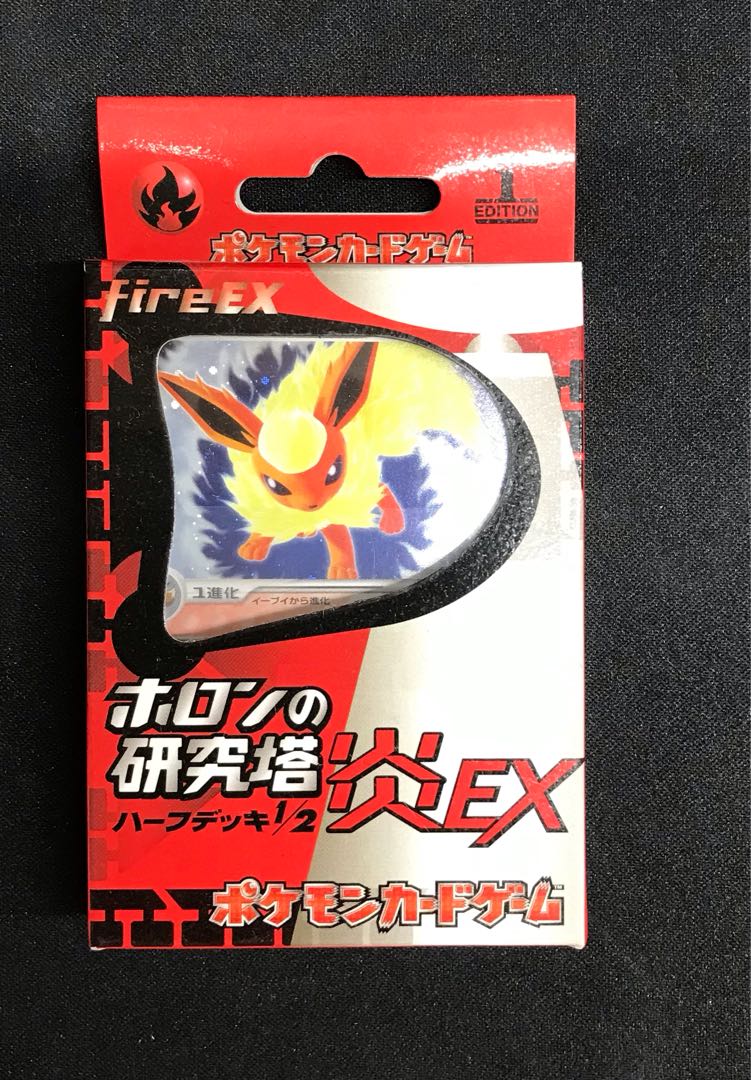 1
EDITION
ポケモンカードゲーム
fireEX
1進化
イーブイから進化
ホロンの
研究塔 炎EX
ハーフデッキ1/2
ポケモンカードゲーム